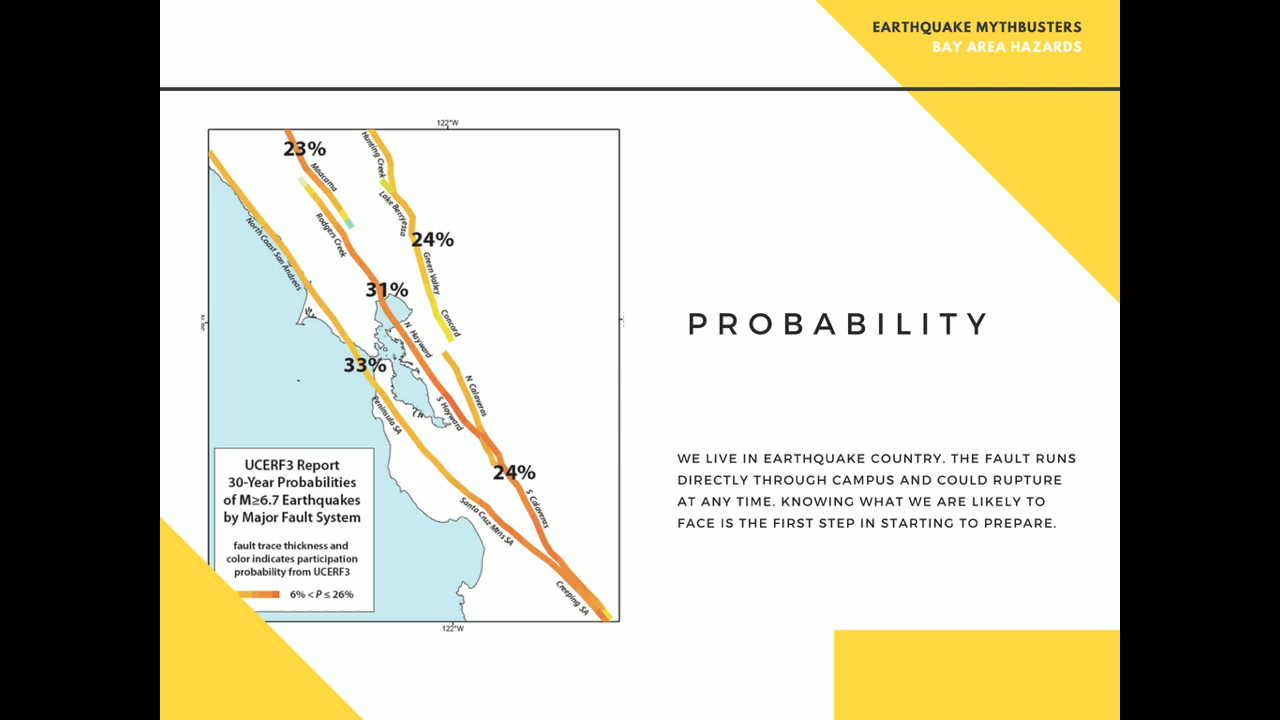 EARTHQUAKE MYTHBUSTERS
BAY AREA HAZARDS
122°W
23%
Maacama
Hunting Creek
Lake Berryessa
Rodgers Creek
North Coast San Andreas
24%
Green Valley
31%
Concord
N Hayward
33%
N Calaveras
Peninsula SA
S Hayward
24%
S Calaveras
Santa Cruz Mtns SA
Creeping SA
UCERF3 Report
30-Year Probabilities
of M≥6.7 Earthquakes
by Major Fault System
fault trace thickness and
color indicates participation
probability from UCERF3
6% < P ≤ 26%
122°W
PROBABILITY
WE LIVE IN EARTHQUAKE COUNTRY. THE FAULT RUNS
DIRECTLY THROUGH CAMPUS AND COULD RUPTURE
AT ANY TIME. KNOWING WHAT WE ARE LIKELY TO
FACE IS THE FIRST STEP IN STARTING TO PREPARE.